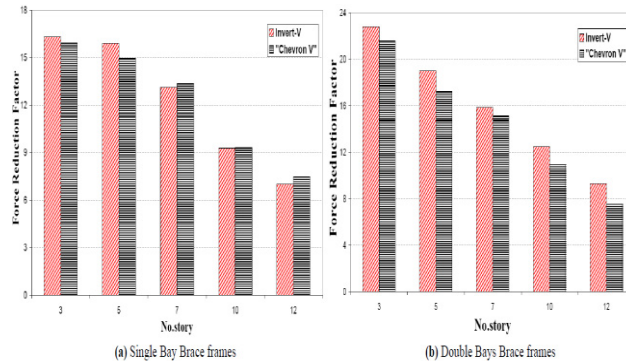 Force Reduction Factor
18
15
12
9
6
3
0
Invert-V
"Chevron V"
3 5 7 10 12
No.story
(a) Single Bay Brace frames
Force Reduction Factor
24
20
16
12
8
4
0
Invert-V
"Chevron V"
3 5 7 10 12
No.story
(b) Double Bays Brace frames